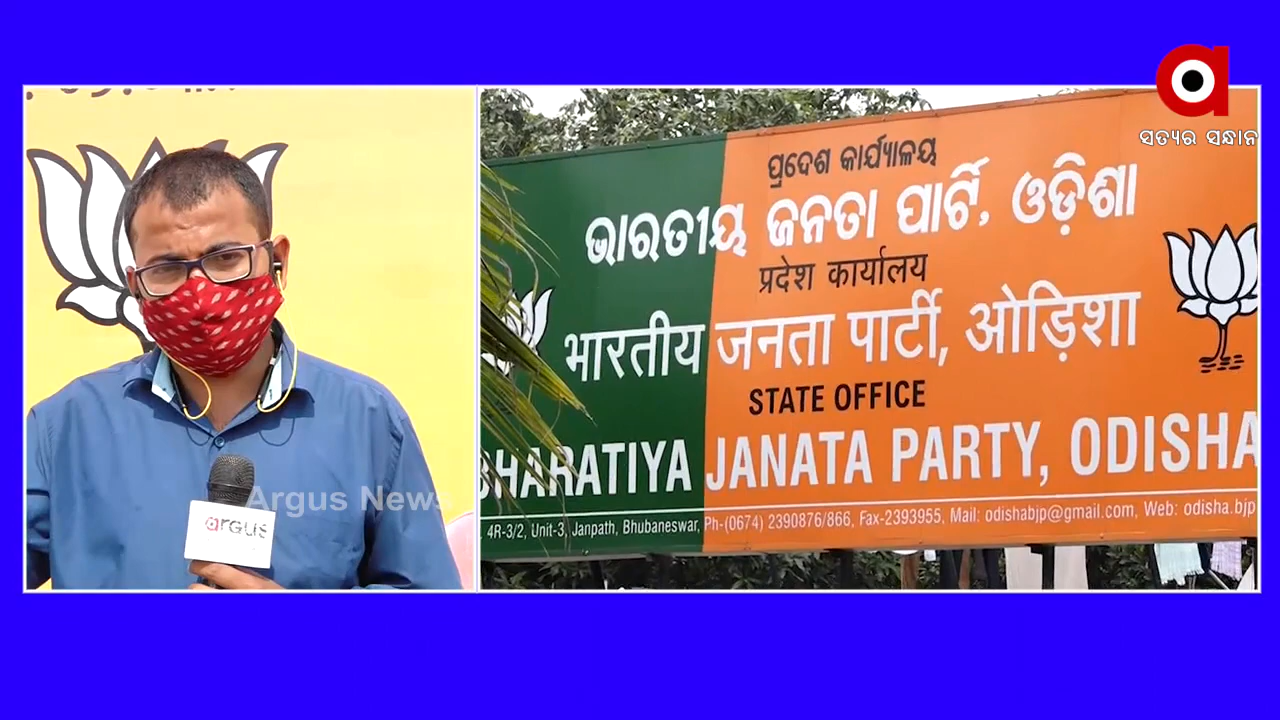 ସତ୍ୟର ସନ୍ଧାନ
ପ୍ରଦେଶ କାର୍ଯ୍ୟାଳୟ
ଭାରତୀୟ ଜନତା ପାର୍ଟି, ଓଡ଼ିଶା
प्रदेश कार्यालय
भारतीय जनता पार्टी, ओड़िशा
STATE OFFICE
BHARATIYA JANATA PARTY, ODISHA
4R-3/2, Unit-3, Janpath, Bhubaneswar, Ph-(0674) 2390876/866, Fax-2393955, Mail: odishabjp@gmail.com, Web: odisha.bjp
Argus News
argus